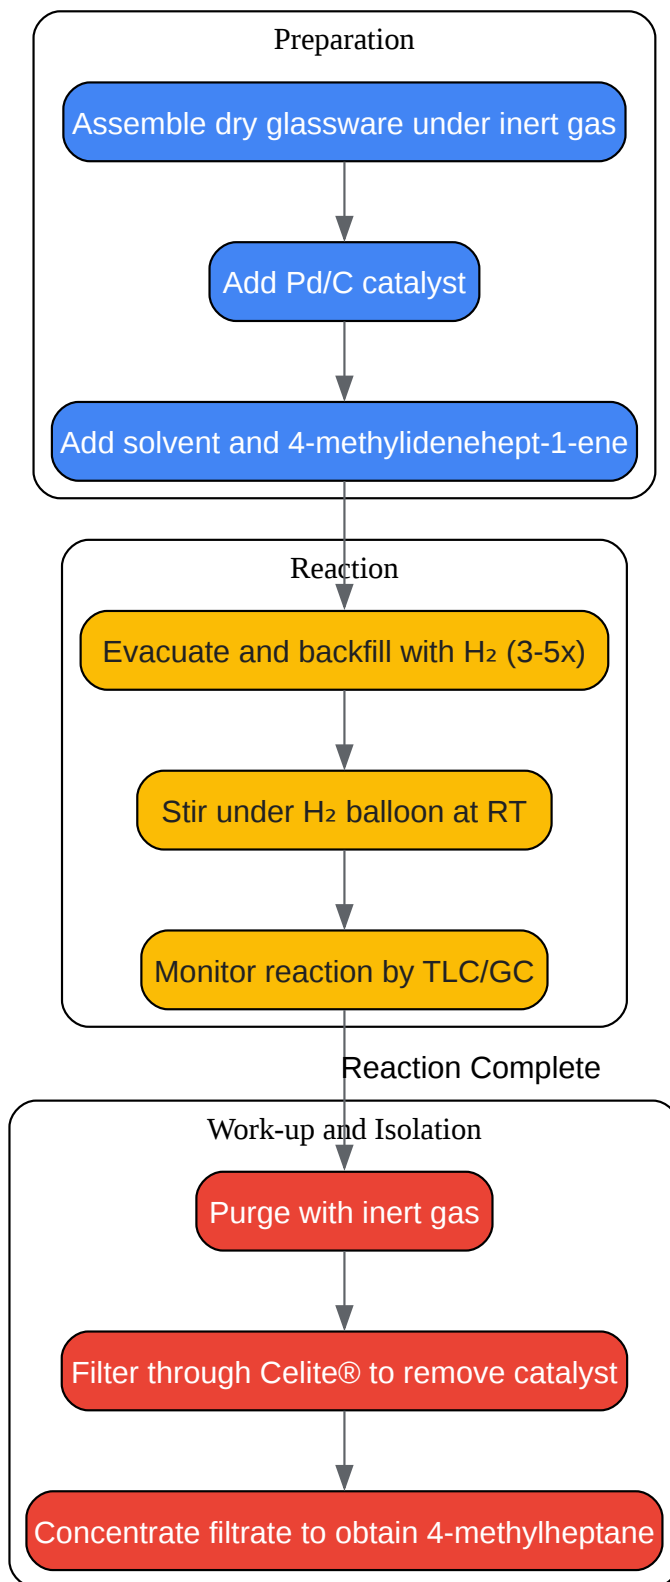 Preparation
Assemble dry glassware under inert gas
Add Pd/C catalyst
Add solvent and 4-methylidenehept-1-ene
Reaction
Evacuate and backfill with H₂ (3-5x)
Stir under H₂ balloon at RT
Monitor reaction by TLC/GC
Reaction Complete
Work-up and Isolation
Purge with inert gas
Filter through Celite® to remove catalyst
Concentrate filtrate to obtain 4-methylheptane